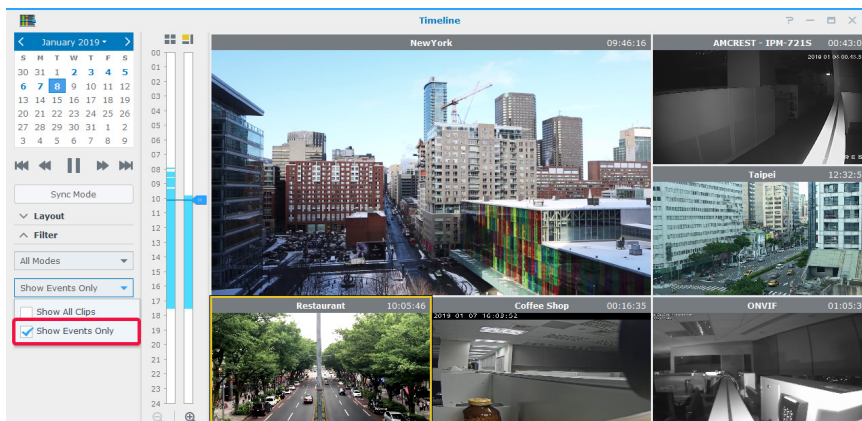 Timeline
January 2019
S M T W T F S
30 31 1 2 3 4 5
6 7 8 9 10 11 12
13 14 15 16 17 18 19
20 21 22 23 24 25 26
27 28 29 30 31 1 2
3 4 5 6 7 8 9
Sync Mode
Layout
Filter
All Modes
Show Events Only
Show All Clips
Show Events Only
00
01
02
03
04
05
06
07
08
09
10
11
12
13
14
15
16
17
18
19
20
21
22
23
24
NewYork 09:46:16
AMCREST - IPM-721S 00:43:0
Taipei 12:32:5
Restaurant 10:05:46
Coffee Shop 00:16:35
2019 01 07 16:03:52
ONVIF 01:05:3